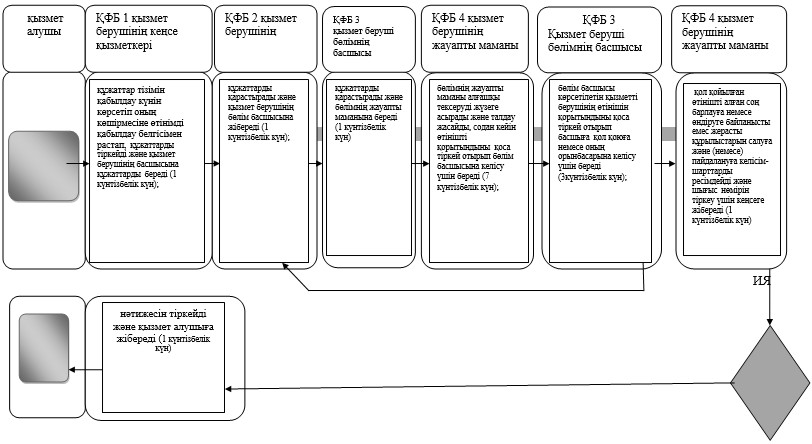 қызмет
алушы
ҚФБ 1 қызмет
берушінің кеңсе
қызметкері
ҚФБ 2 қызмет
берушінің
ҚФБ 3
қызмет беруші
бөлімнің
басшысы
ҚФБ 4 қызмет
берушінің
жауапты маманы
ҚФБ 3
Қызмет беруші
бөлімнің басшысы
ҚФБ 4 қызмет
берушінің
жауапты маманы
құжаттар тізімін
қабылдау күнін
көрсетіп оның
көшірмесіне өтінімді
қабылдау белгісімен
растап, құжаттарды
тіркейді және қызмет
берушінің басшысына
құжаттарды береді (1
күнтізбелік күн);
құжаттарды
қарастырады және
қызмет берушінің
бөлім басшысына
жібереді (1
күнтізбелік күн);
құжаттарды
қарастырады және
бөлімнің жауапты
маманына береді
(1 күнтізбелік
күн)
бөлімнің жауапты
маманы алғашқы
тексеруді жүзеге
асырады және талдау
жасайды, содан кейін
өтінішті
қорытындыны қоса
тіркей отырып бөлім
басшысына келісу
үшін береді (7
күнтізбелік күн);
бөлім басшысы
көрсетілетін қызметті
берушінің өтінішін
қорытындыны қоса
тіркей отырып
басшыға қол қоюға
немесе оның
орынбасарына келісу
үшін береді
(3күнтізбелік күн);
қол қойылған
өтінішті алған соң
барлауға немесе
өндіруге байланысты
емес жерасты
құрылыстарын салуға
және (немесе)
пайдалануға келісім-
шарттарды
ресімдейді және
шығыс нөмірін
тіркеу үшін кеңсеге
жібереді (1
күнтізбелік күн)
ИЯ
нәтижесін тіркейді
және қызмет алушыға
жібереді (1 күнтізбелік
күн)